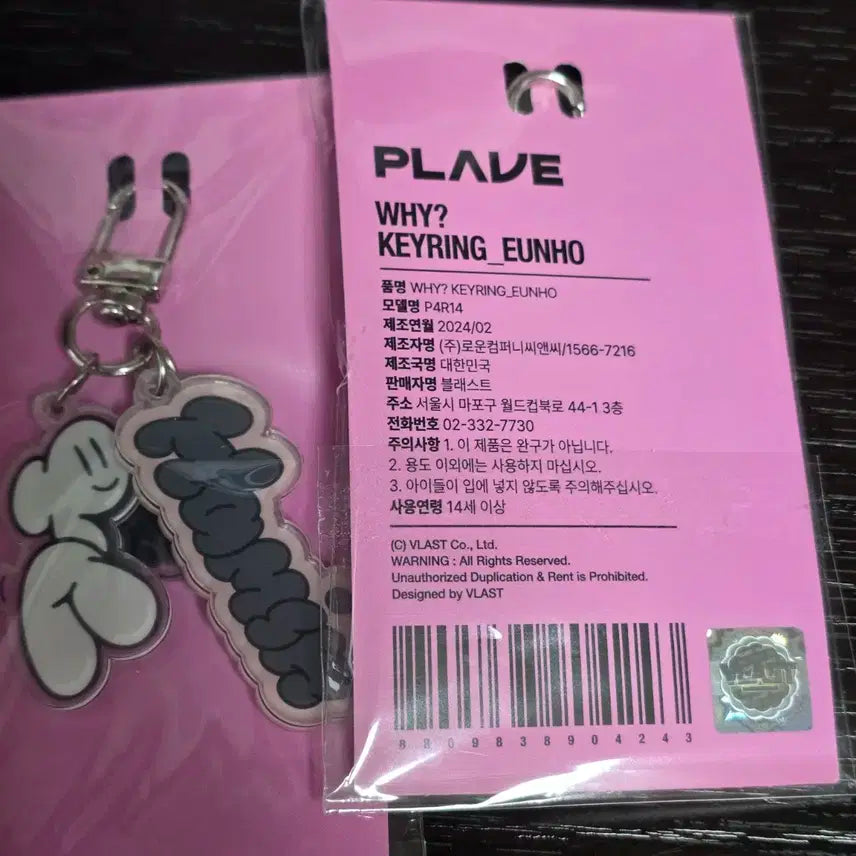 PLAVE
WHY?
KEYRING_EUNHO
품명 WHY? KEYRING_EUNHO
모델명 P4R14
제조연월 2024/02
제조자명 (주)로운컴퍼니씨앤씨/1566-7216
제조국명 대한민국
판매자명 블래스트
주소 서울시 마포구 월드컵북로 44-1 3층
전화번호 02-332-7730
주의사항 1. 이 제품은 완구가 아닙니다.
2. 용도 이외에는 사용하지 마십시오.
3. 아이들이 입에 넣지 않도록 주의해주십시오.
사용연령 14세 이상
(C) VLAST Co., Ltd.
WARNING : All Rights Reserved.
Unauthorized Duplication & Rent is Prohibited.
Designed by VLAST
8809838904243